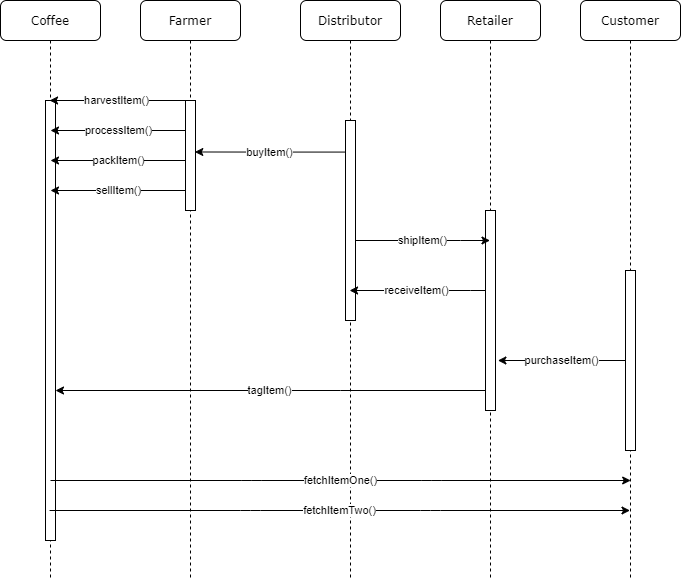 Coffee
Farmer
Distributor
Retailer
Customer
harvestItem()
processItem()
buyItem()
packItem()
sellItem()
shipItem()
receiveItem()
purchaseItem()
tagItem()
fetchItemOne()
fetchItemTwo()